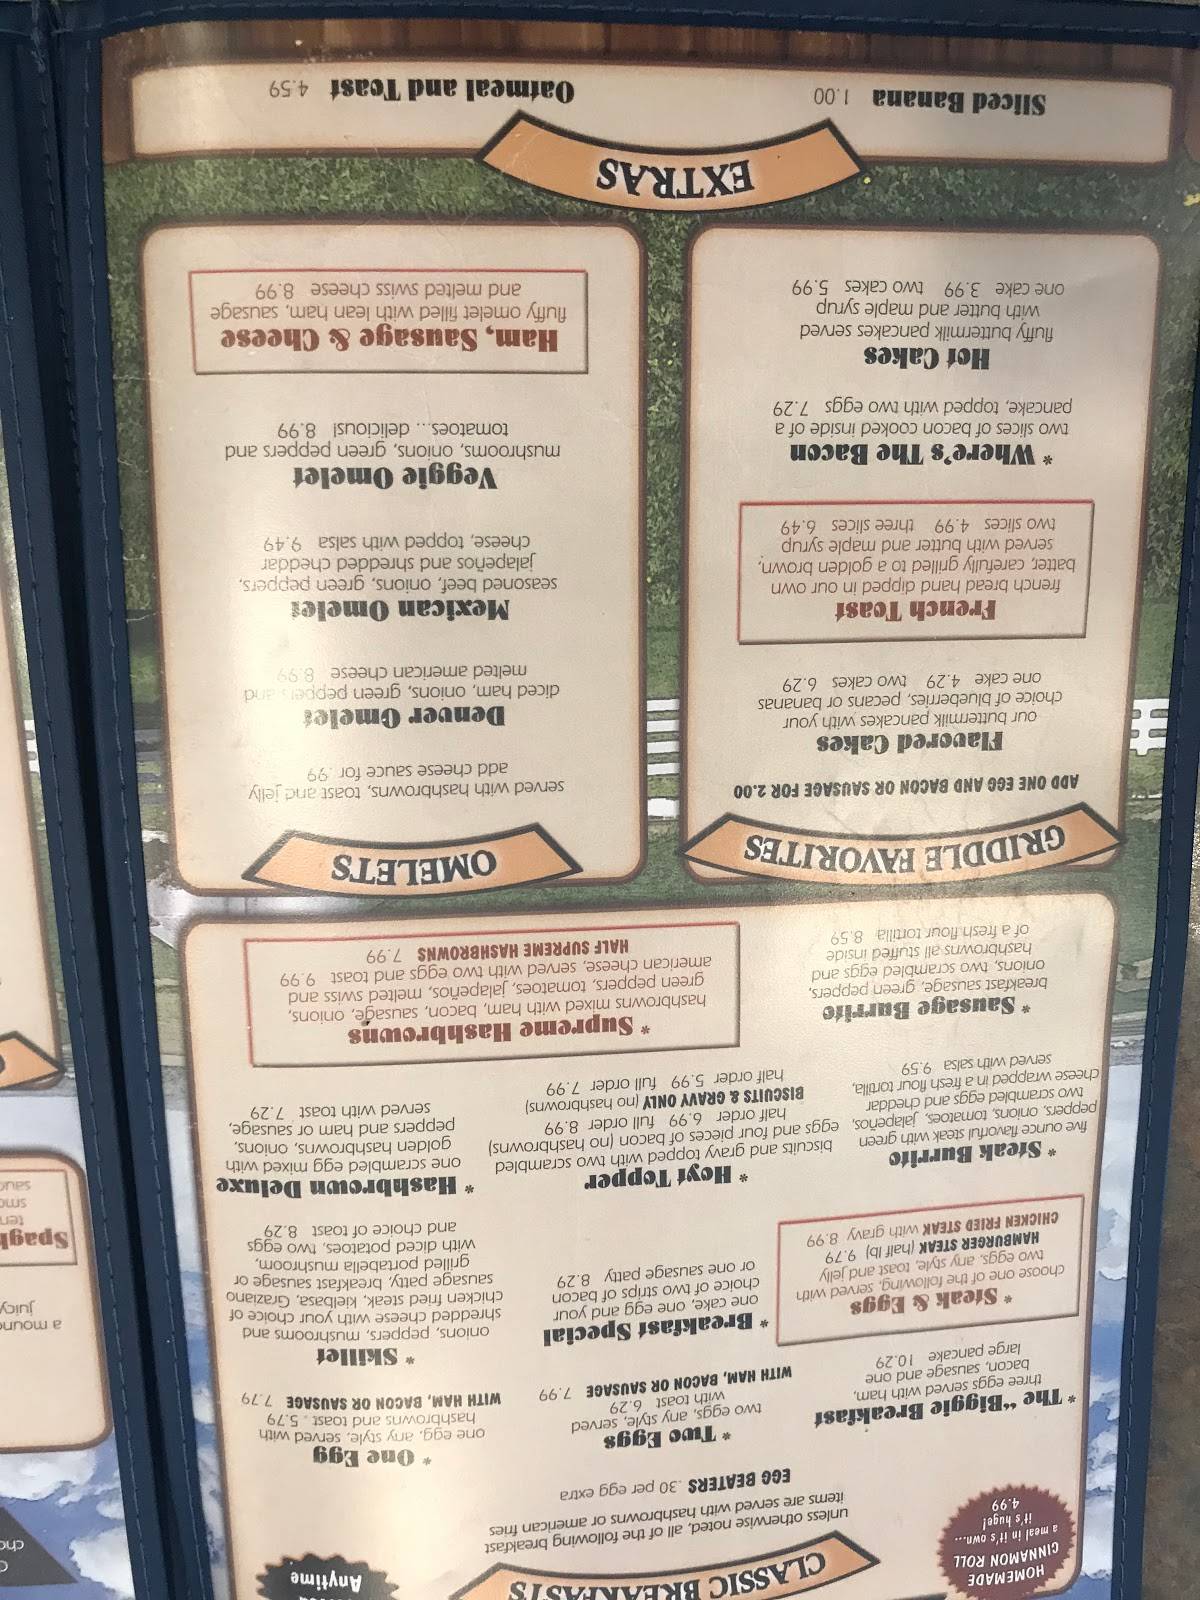 HOMEMADE
CINNAMON ROLL
a meal in it's own...
it's huge!
4.99
CLASSIC BREAKFASTS
Anytime
unless otherwise noted, all of the following breakfast
items are served with hashbrowns or american fries
EGG BEATERS .30 per egg extra
* The "Biggie Breakfast
three eggs served with ham,
bacon, sausage and one
large pancake 10.29
* Two Eggs
two eggs, any style, served
with toast 6.29
WITH HAM, BACON OR SAUSAGE 7.99
* One Egg
one egg, any style, served with
hashbrowns and toast . 5.79
WITH HAM, BACON OR SAUSAGE 7.79
* Steak & Eggs
choose one of the following, served with
two eggs, any style, toast and jelly
HAMBURGER STEAK (half lb) 9.79
CHICKEN FRIED STEAK with gravy 8.99
* Breakfast Special
one cake, one egg and your
choice of two strips of bacon
or one sausage patty 8.29
* Skillet
onions, peppers, mushrooms and
shredded cheese with your choice of
chicken fried steak, kielbasa, Graziano
sausage patty, breakfast sausage or
grilled portabella mushroom,
with diced potatoes, two eggs
and choice of toast 8.29
* Steak Burrito
five ounce flavorful steak with green
peppers, onions, tomatoes, jalapeños,
two scrambled eggs and cheddar
cheese wrapped in a fresh flour tortilla,
served with salsa 9.59
* Hoyt Topper
biscuits and gravy topped with two scrambled
eggs and four pieces of bacon (no hashbrowns)
half order 6.99 full order 8.99
BISCUITS & GRAVY ONLY (no hashbrowns)
half order 5.99 full order 7.99
* Hashbrown Deluxe
one scrambled egg mixed with
golden hashbrowns, onions,
peppers and ham or sausage,
served with toast 7.29
* Sausage Burrito
breakfast sausage, green peppers,
onions, two scrambled eggs and
hashbrowns all stuffed inside
of a fresh flour tortilla 8.59
* Supreme Hashbrowns
hashbrowns mixed with ham, bacon, sausage, onions,
green peppers, tomatoes, jalapeños, melted swiss and
american cheese, served with two eggs and toast 9.99
HALF SUPREME HASHBROWNS 7.99
GRIDDLE FAVORITES
ADD ONE EGG AND BACON OR SAUSAGE FOR 2.00
Flavored Cakes
our buttermilk pancakes with your
choice of blueberries, pecans or bananas
one cake 4.29 two cakes 6.29
French Toast
french bread hand dipped in our own
batter, carefully grilled to a golden brown,
served with butter and maple syrup
two slices 4.99 three slices 6.49
* Where's The Bacon
two slices of bacon cooked inside of a
pancake, topped with two eggs 7.29
Hot Cakes
fluffy buttermilk pancakes served
with butter and maple syrup
one cake 3.99 two cakes 5.99
OMELETS
served with hashbrowns, toast and jelly
add cheese sauce for .99
Denver Omelet
diced ham, onions, green peppers and
melted american cheese 8.99
Mexican Omelet
seasoned beef, onions, green peppers,
jalapeños and shredded cheddar
cheese, topped with salsa 9.49
Veggie Omelet
mushrooms, onions, green peppers and
tomatoes... delicious! 8.99
Ham, Sausage & Cheese
fluffy omelet filled with lean ham, sausage
and melted swiss cheese 8.99
EXTRAS
Sliced Banana 1.00
Oatmeal and Toast 4.59
a mound
juicy